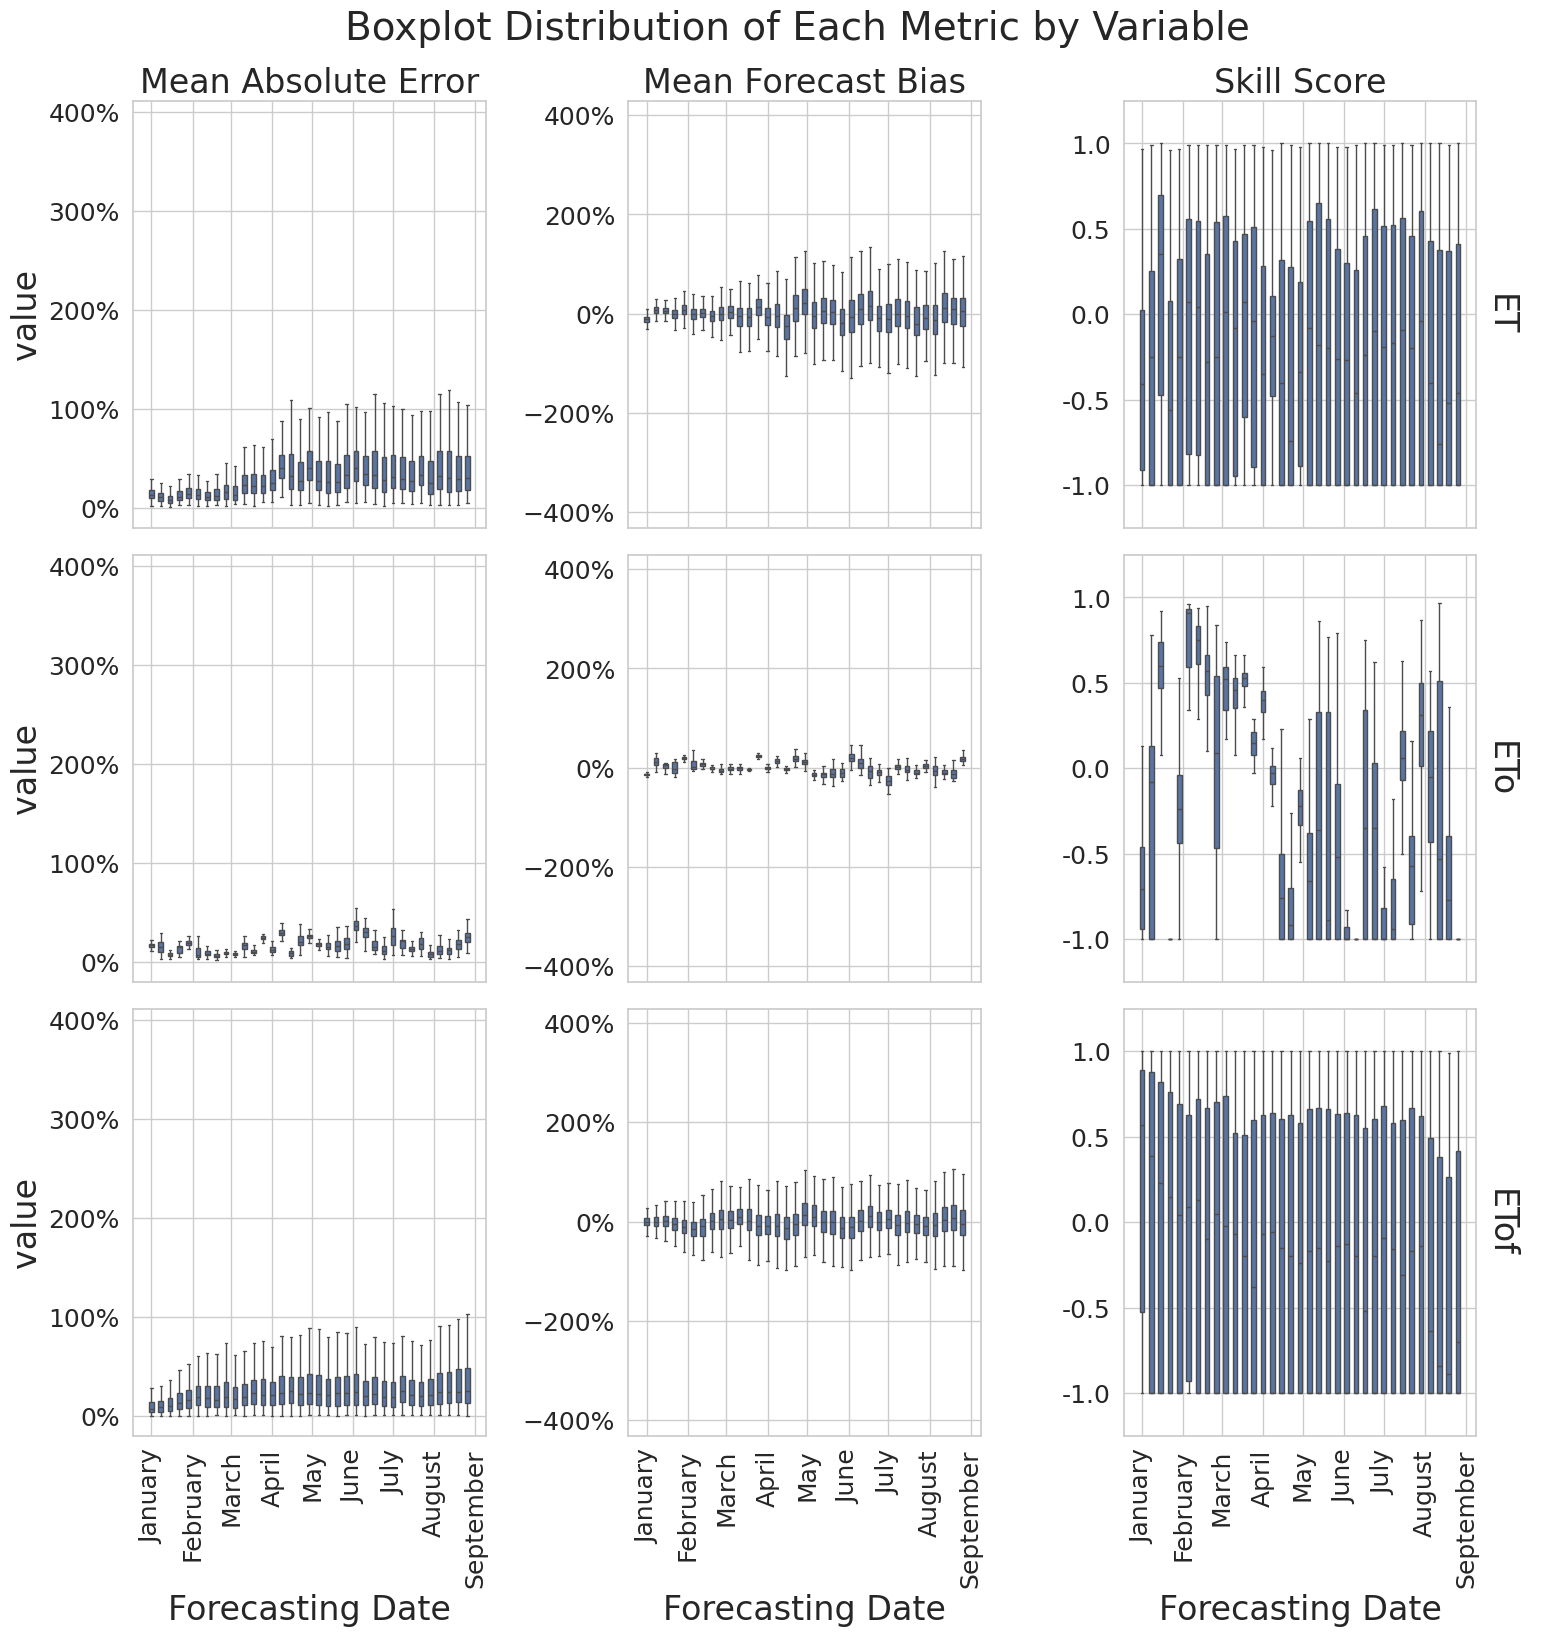 Boxplot Distribution of Each Metric by Variable
Mean Absolute Error
Mean Forecast Bias
Skill Score
400%
300%
200%
100%
0%
value
400%
200%
0%
−200%
−400%
1.0
0.5
0.0
-0.5
-1.0
ET
400%
300%
200%
100%
0%
value
400%
200%
0%
−200%
−400%
1.0
0.5
0.0
-0.5
-1.0
ETo
400%
300%
200%
100%
0%
value
400%
200%
0%
−200%
−400%
1.0
0.5
0.0
-0.5
-1.0
ETof
January
February
March
April
May
June
July
August
September
Forecasting Date
January
February
March
April
May
June
July
August
September
Forecasting Date
January
February
March
April
May
June
July
August
September
Forecasting Date